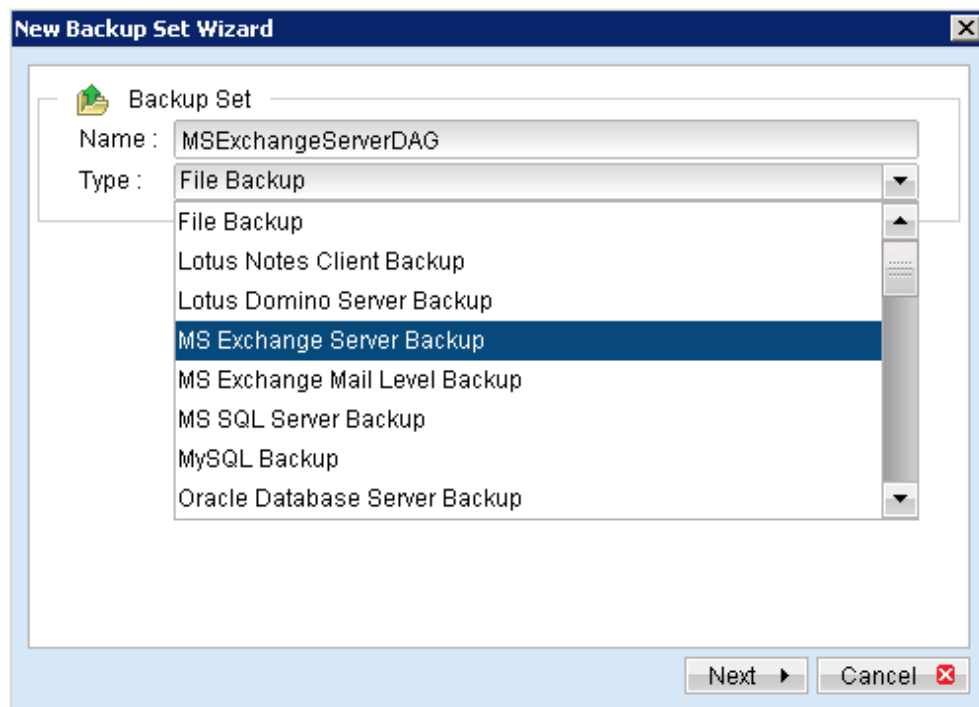 New Backup Set Wizard
Backup Set
Name : MSExchangeServerDAG
Type : File Backup
File Backup
Lotus Notes Client Backup
Lotus Domino Server Backup
MS Exchange Server Backup
MS Exchange Mail Level Backup
MS SQL Server Backup
MySQL Backup
Oracle Database Server Backup
Next Cancel